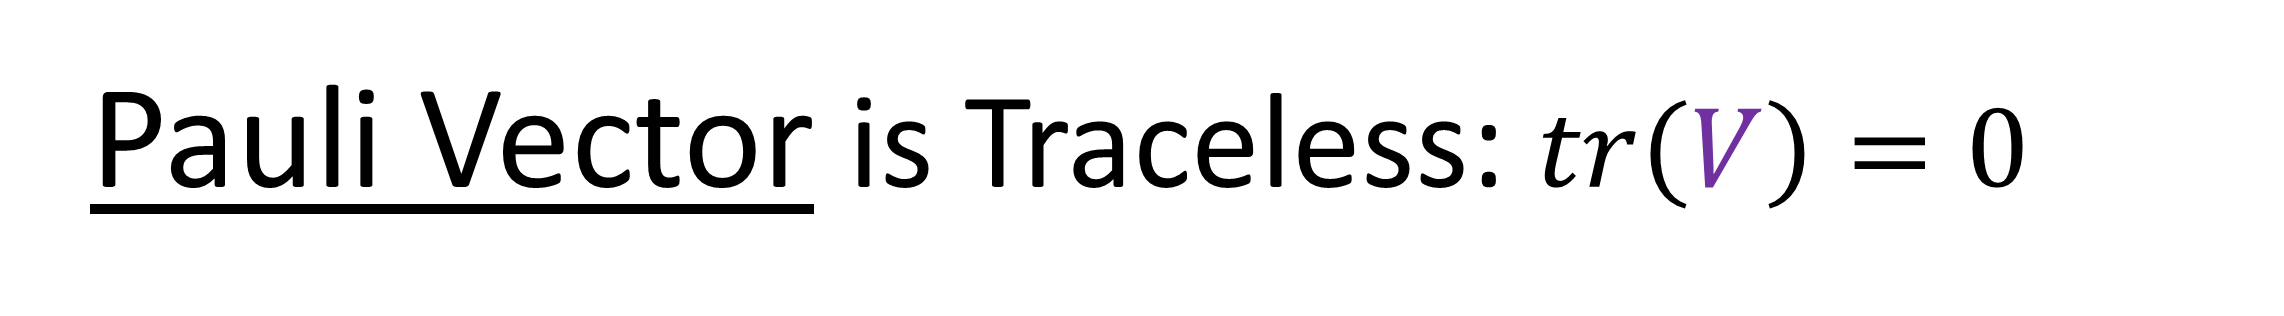 Pauli Vector is Traceless: tr(V) = 0